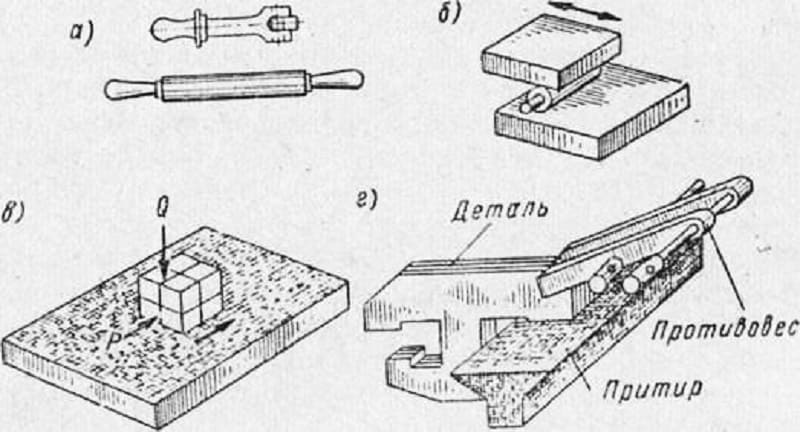 а)
б)
в)
Q
P
г)
Деталь
Противовес
Притир